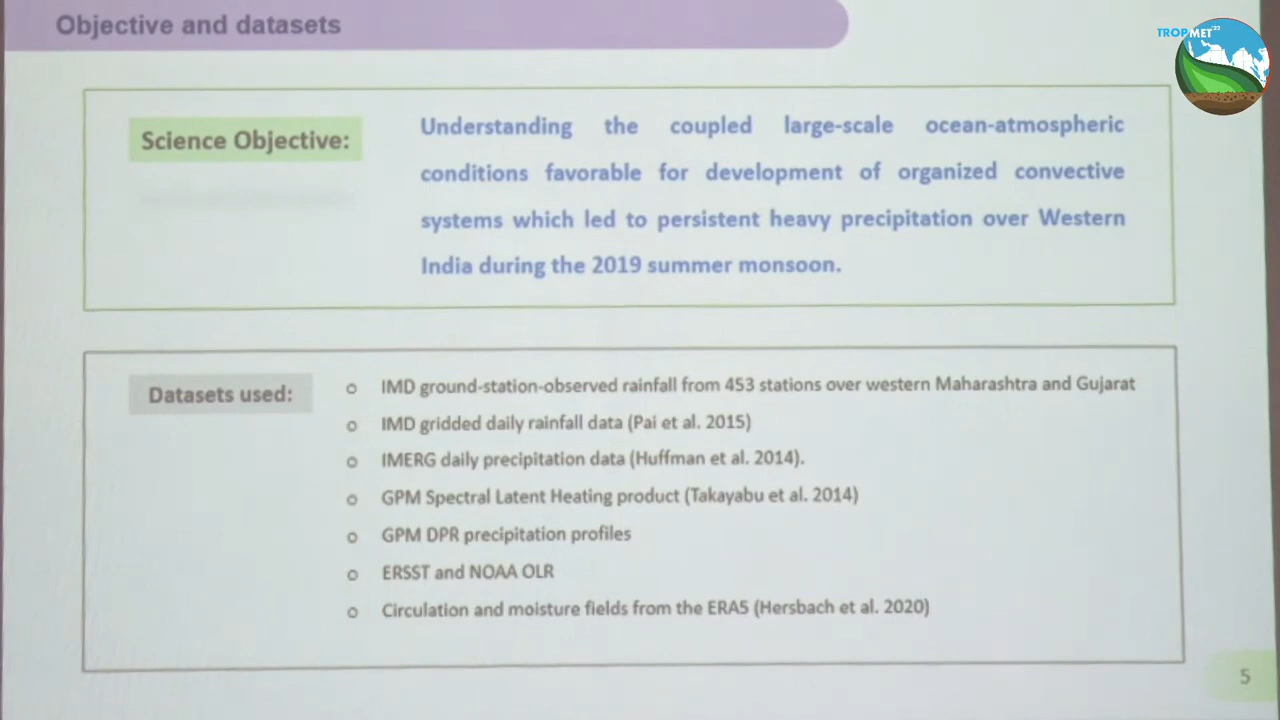 Objective and datasets
TROPMET'22
Science Objective:
Understanding the coupled large-scale ocean-atmospheric
conditions favorable for development of organized convective
systems which led to persistent heavy precipitation over Western
India during the 2019 summer monsoon.
Datasets used:
o IMD ground-station-observed rainfall from 453 stations over western Maharashtra and Gujarat
o IMD gridded daily rainfall data (Pai et al. 2015)
o IMERG daily precipitation data (Huffman et al. 2014).
o GPM Spectral Latent Heating product (Takayabu et al. 2014)
o GPM DPR precipitation profiles
o ERSST and NOAA OLR
o Circulation and moisture fields from the ERA5 (Hersbach et al. 2020)
5